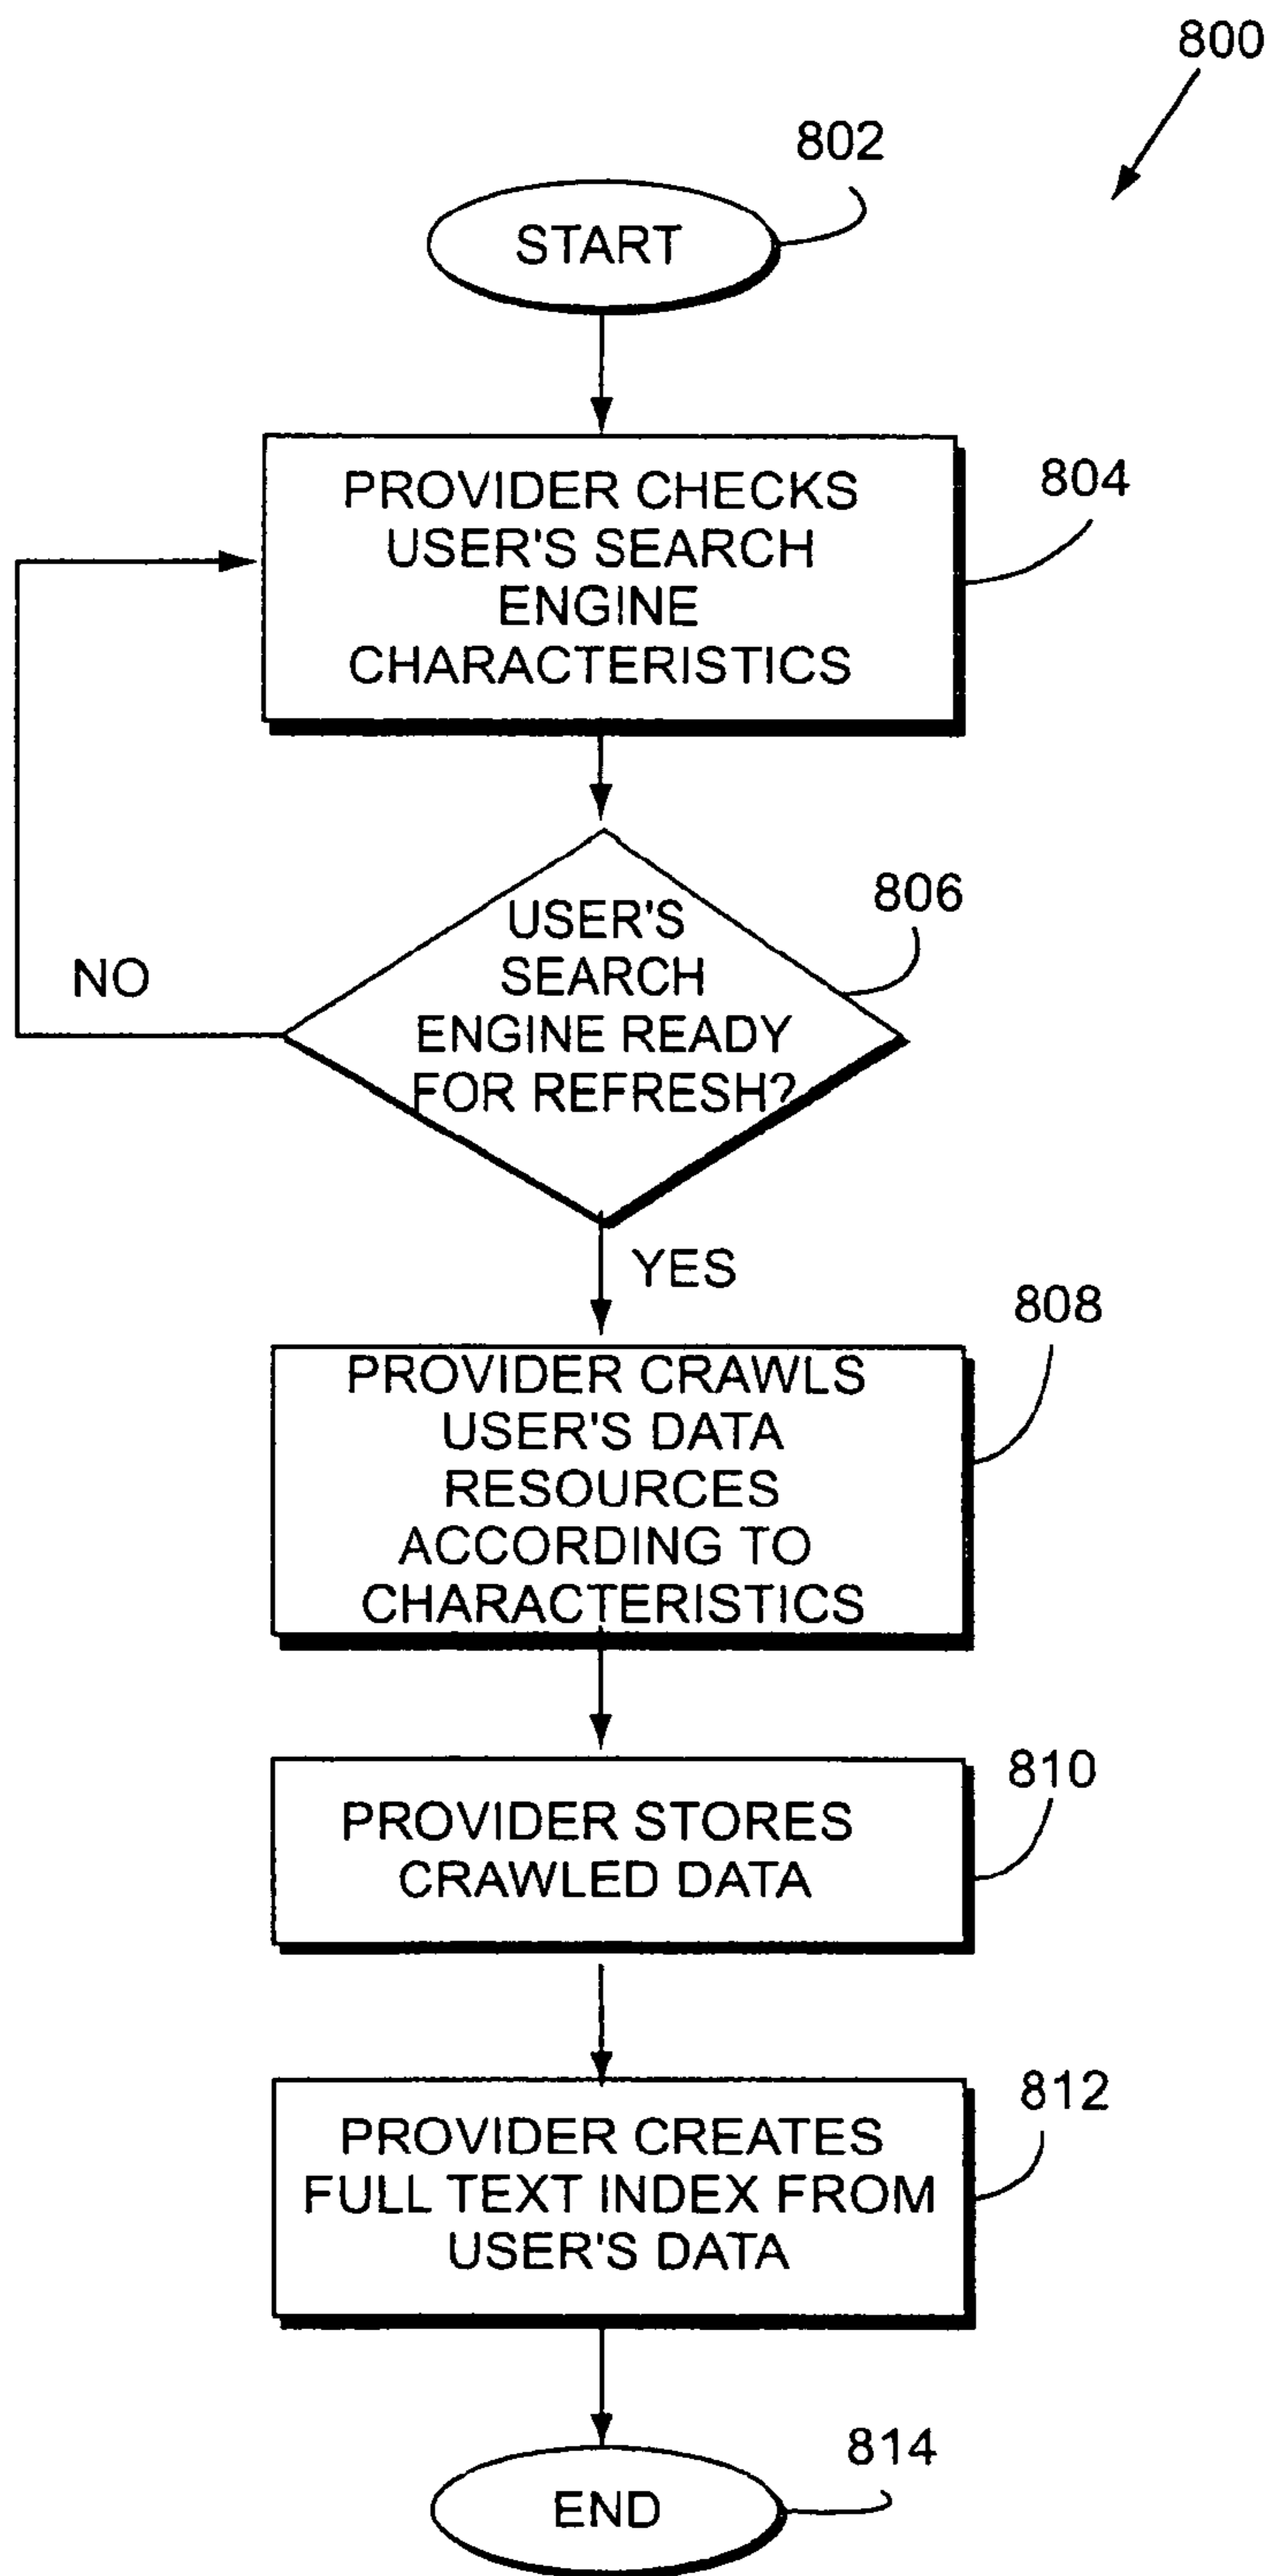 800
802
START
PROVIDER CHECKS
USER'S SEARCH
ENGINE
CHARACTERISTICS
804
USER'S
SEARCH
ENGINE READY
FOR REFRESH?
806
NO
YES
808
PROVIDER CRAWLS
USER'S DATA
RESOURCES
ACCORDING TO
CHARACTERISTICS
810
PROVIDER STORES
CRAWLED DATA
812
PROVIDER CREATES
FULL TEXT INDEX FROM
USER'S DATA
814
END